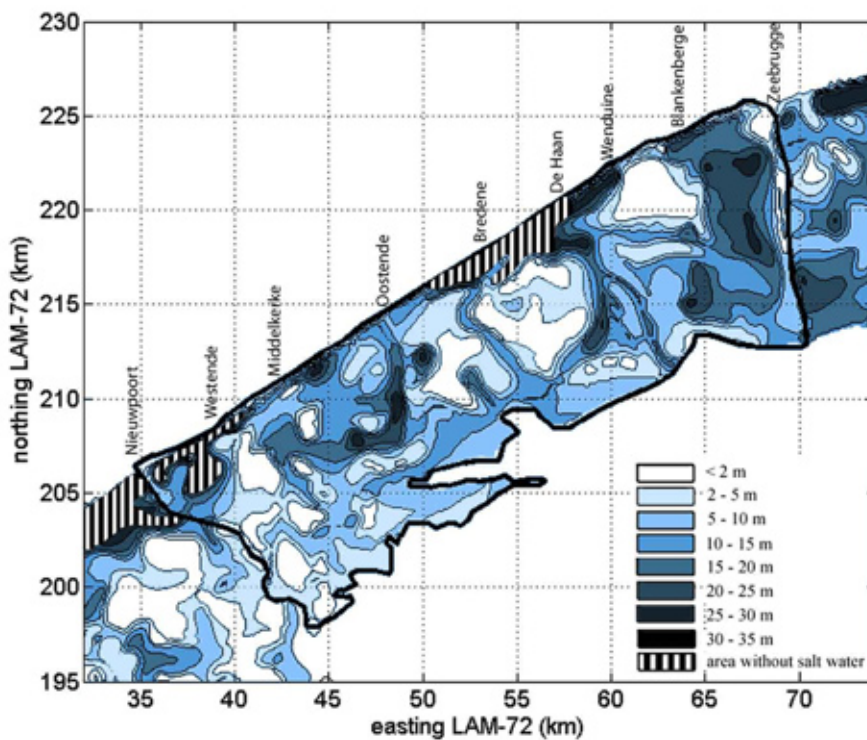 230
225
220
215
210
205
200
195
northing LAM-72 (km)
Nieuwpoort
Westende
Middelkerke
Oostende
Bredene
De Haan
Wenduine
Blankenberge
Zeebrugge
< 2 m
2 - 5 m
5 - 10 m
10 - 15 m
15 - 20 m
20 - 25 m
25 - 30 m
30 - 35 m
area without salt water
35 40 45 50 55 60 65 70
easting LAM-72 (km)